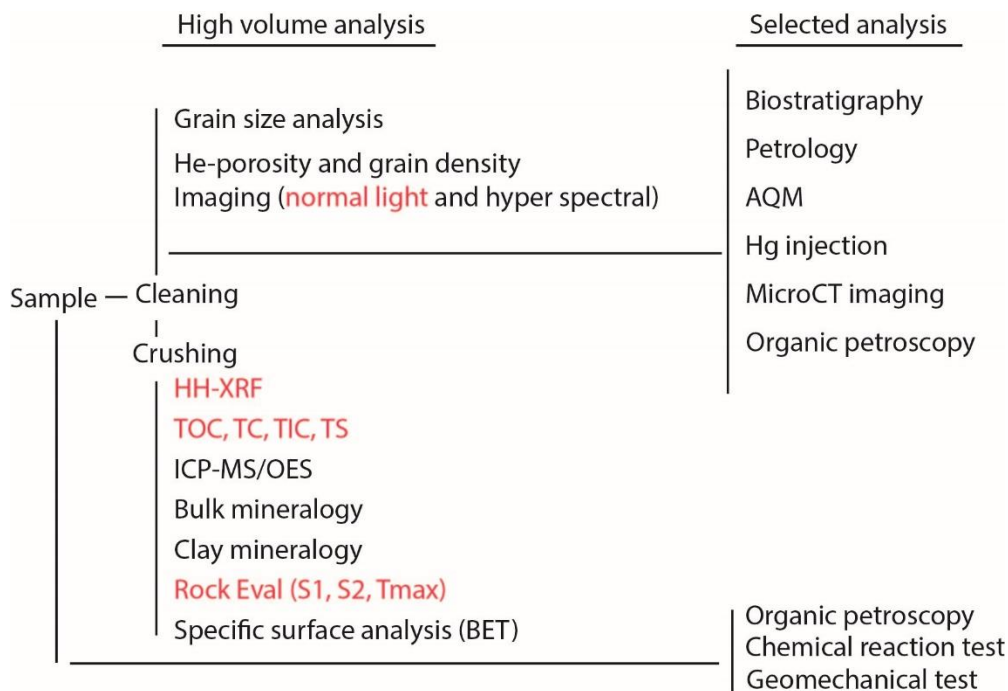 High volume analysis
Selected analysis
Grain size analysis
He-porosity and grain density
Imaging (normal light and hyper spectral)
Biostratigraphy
Petrology
AQM
Hg injection
MicroCT imaging
Organic petroscopy
Sample
Cleaning
Crushing
HH-XRF
TOC, TC, TIC, TS
ICP-MS/OES
Bulk mineralogy
Clay mineralogy
Rock Eval (S1, S2, Tmax)
Specific surface analysis (BET)
Organic petroscopy
Chemical reaction test
Geomechanical test